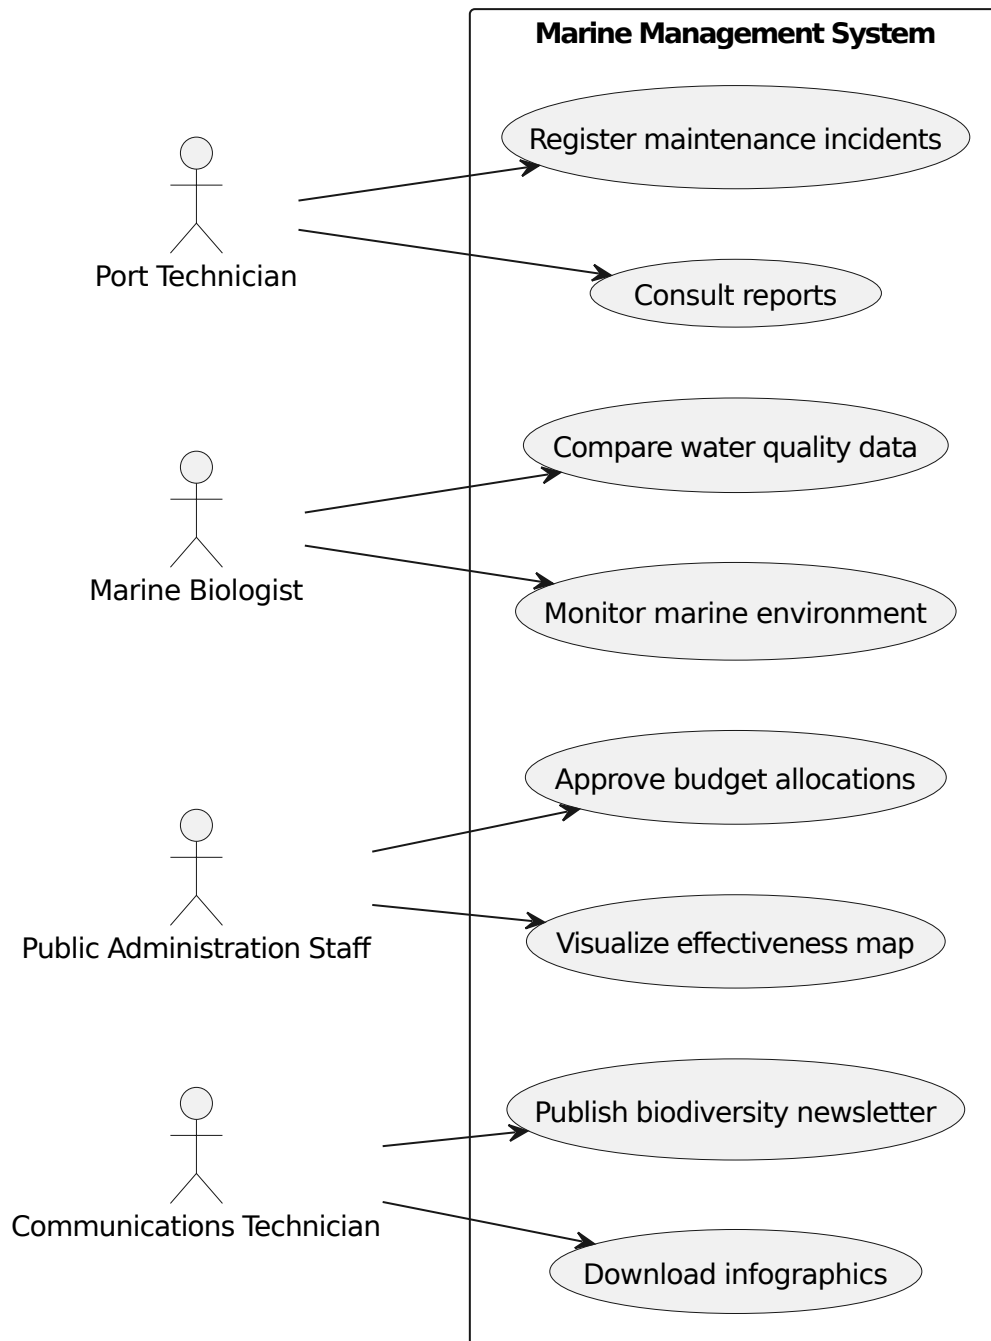 Marine Management System
Register maintenance incidents
Port Technician
Consult reports
Compare water quality data
Marine Biologist
Monitor marine environment
Approve budget allocations
Public Administration Staff
Visualize effectiveness map
Publish biodiversity newsletter
Communications Technician
Download infographics